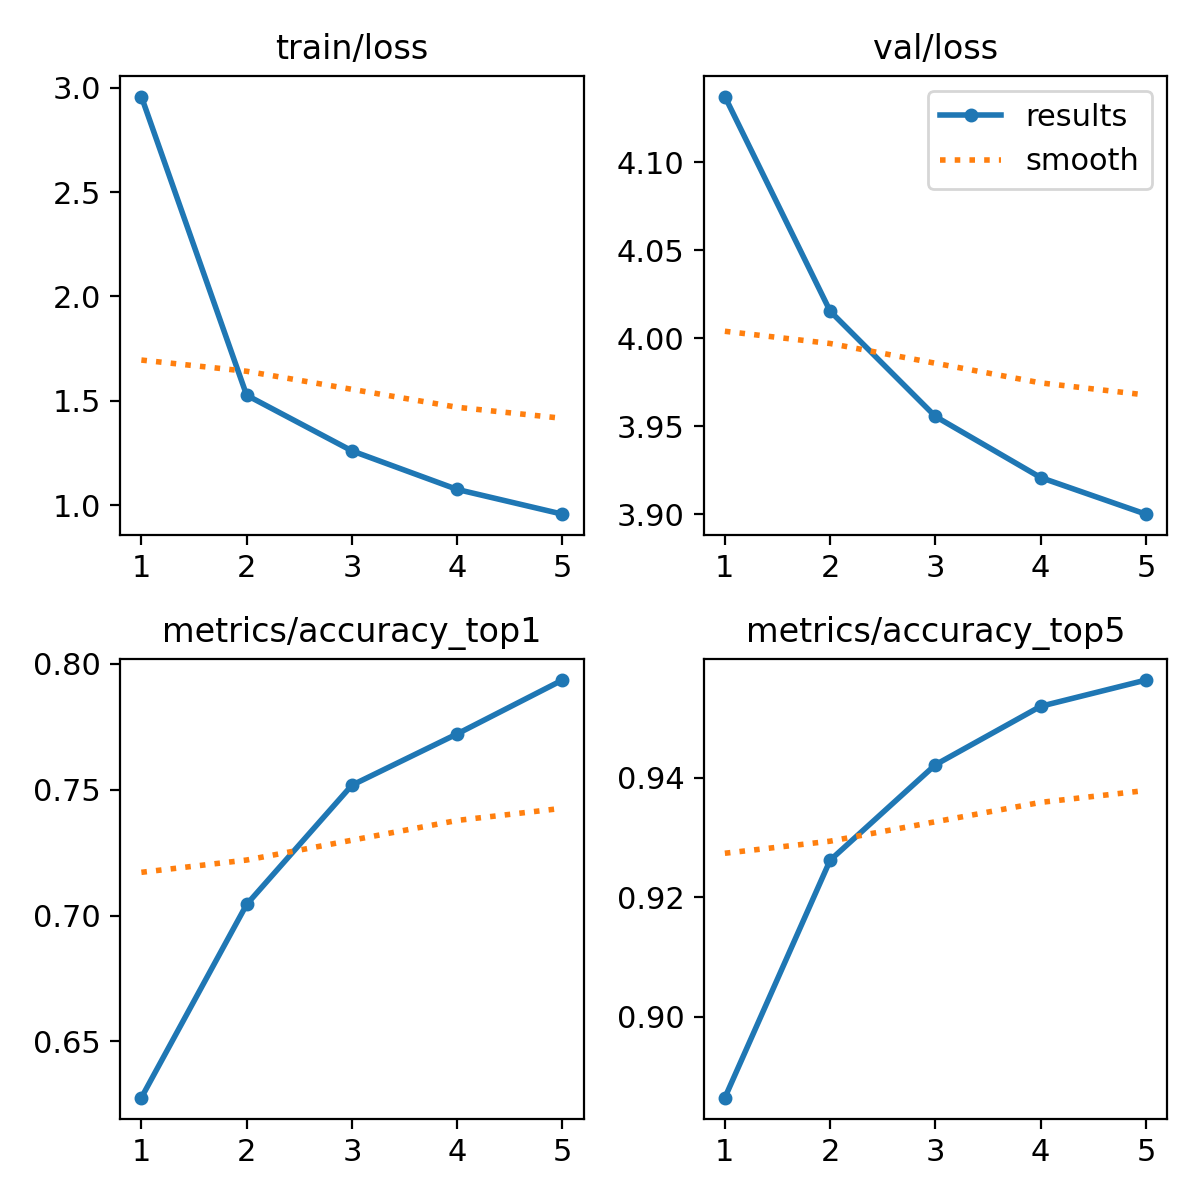 train/loss
3.0
2.5
2.0
1.5
1.0
1 2 3 4 5
val/loss
results
smooth
4.10
4.05
4.00
3.95
3.90
1 2 3 4 5
metrics/accuracy_top1
0.80
0.75
0.70
0.65
1 2 3 4 5
metrics/accuracy_top5
0.94
0.92
0.90
1 2 3 4 5